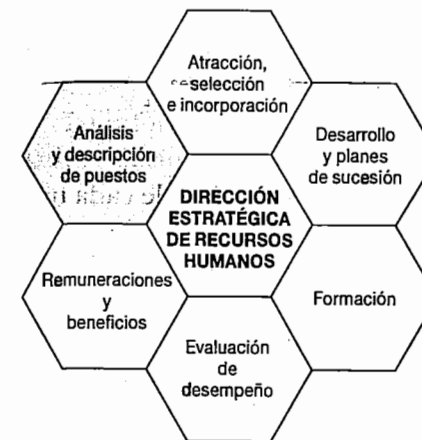 Atracción,
selección
e incorporación
Análisis
y descripción
de puestos
Desarrollo
y planes
de sucesión
DIRECCIÓN
ESTRATÉGICA
DE RECURSOS
HUMANOS
Remuneraciones
y
beneficios
Formación
Evaluación
de
desempeño